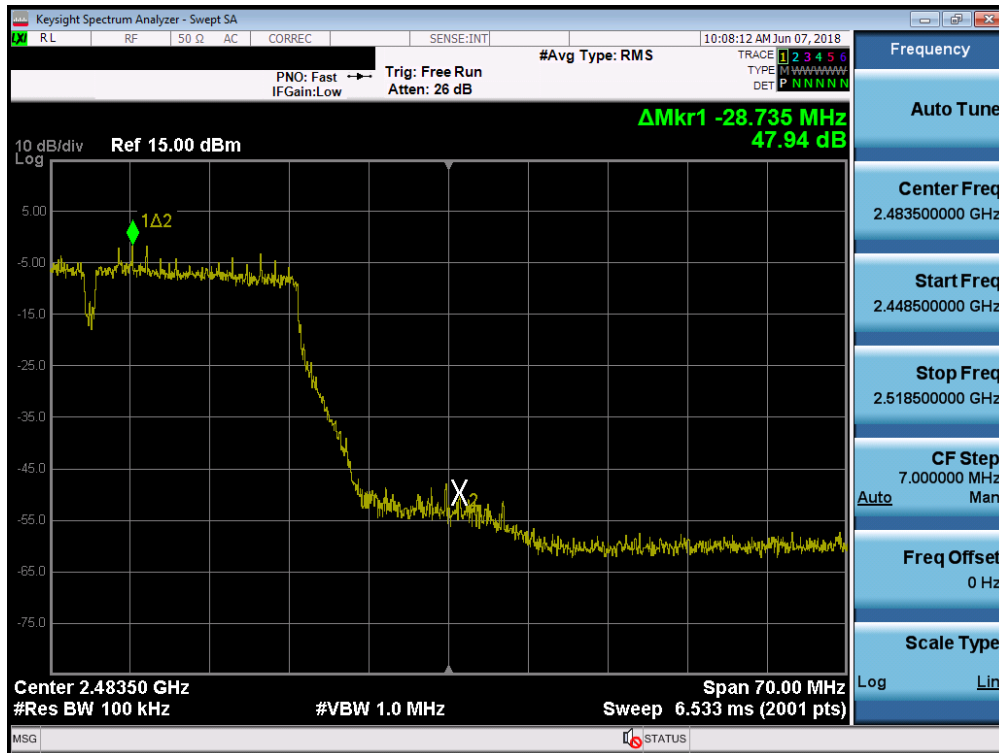 Keysight Spectrum Analyzer - Swept SA
LXI RL RF 50 Ω AC CORREC SENSE:INT 10:08:12 AM Jun 07, 2018
#Avg Type: RMS TRACE 1 2 3 4 5 6
PNO: Fast Trig: Free Run TYPE M WWWWW
IFGain:Low Atten: 26 dB DET P N N N N N
ΔMkr1 -28.735 MHz
47.94 dB
10 dB/div Ref 15.00 dBm
Log
5.00
1Δ2
-5.00
-15.0
-25.0
-35.0
-45.0
X2
-55.0
-65.0
-75.0
Center 2.48350 GHz Span 70.00 MHz
#Res BW 100 kHz #VBW 1.0 MHz Sweep 6.533 ms (2001 pts)
MSG STATUS
Frequency
Auto Tune
Center Freq
2.483500000 GHz
Start Freq
2.448500000 GHz
Stop Freq
2.518500000 GHz
CF Step
7.000000 MHz
Auto Man
Freq Offset
0 Hz
Scale Type
Log Lin